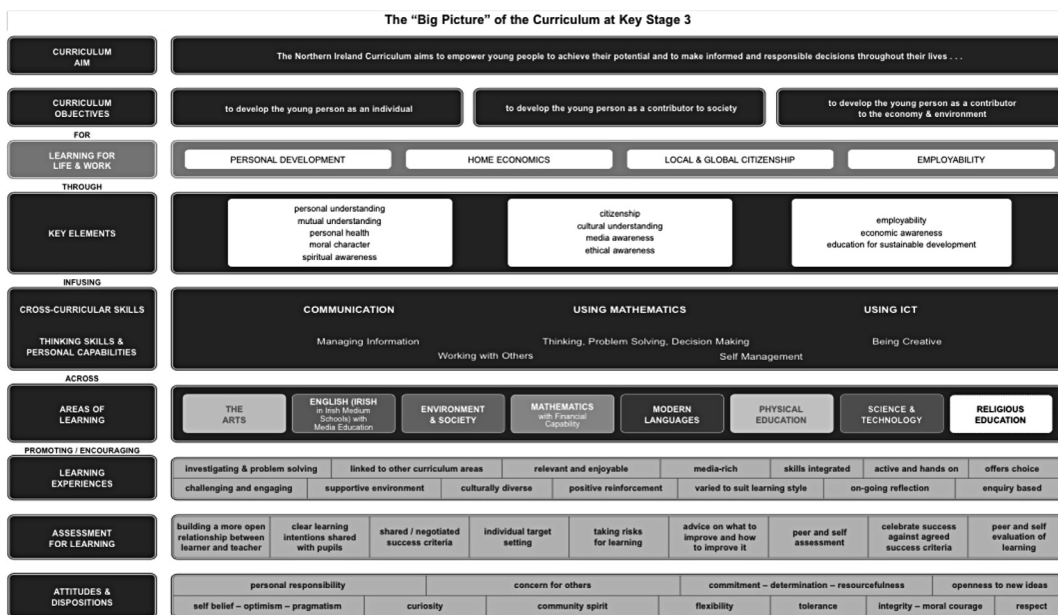 The “Big Picture” of the Curriculum at Key Stage 3
CURRICULUM
AIM
The Northern Ireland Curriculum aims to empower young people to achieve their potential and to make informed and responsible decisions throughout their lives . . .
CURRICULUM
OBJECTIVES
to develop the young person as an individual
to develop the young person as a contributor to society
to develop the young person as a contributor
to the economy & environment
FOR
LEARNING FOR
LIFE & WORK
PERSONAL DEVELOPMENT
HOME ECONOMICS
LOCAL & GLOBAL CITIZENSHIP
EMPLOYABILITY
THROUGH
KEY ELEMENTS
personal understanding
mutual understanding
personal health
moral character
spiritual awareness
citizenship
cultural understanding
media awareness
ethical awareness
employability
economic awareness
education for sustainable development
INFUSING
CROSS-CURRICULAR SKILLS
COMMUNICATION
USING MATHEMATICS
USING ICT
THINKING SKILLS &
PERSONAL CAPABILITIES
Managing Information
Working with Others
Thinking, Problem Solving, Decision Making
Self Management
Being Creative
ACROSS
AREAS OF
LEARNING
THE
ARTS
ENGLISH (IRISH
in Irish Medium
Schools) with
Media Education
ENVIRONMENT
& SOCIETY
MATHEMATICS
with Financial
Capability
MODERN
LANGUAGES
PHYSICAL
EDUCATION
SCIENCE &
TECHNOLOGY
RELIGIOUS
EDUCATION
PROMOTING / ENCOURAGING
LEARNING
EXPERIENCES
investigating & problem solving
linked to other curriculum areas
relevant and enjoyable
media-rich
skills integrated
active and hands on
offers choice
challenging and engaging
supportive environment
culturally diverse
positive reinforcement
varied to suit learning style
on-going reflection
enquiry based
ASSESSMENT
FOR LEARNING
building a more open
relationship between
learner and teacher
clear learning
intentions shared
with pupils
shared / negotiated
success criteria
individual target
setting
taking risks
for learning
advice on what to
improve and how
to improve it
peer and self
assessment
celebrate success
against agreed
success criteria
peer and self
evaluation of
learning
ATTITUDES &
DISPOSITIONS
personal responsibility
concern for others
commitment – determination – resourcefulness
openness to new ideas
self belief – optimism – pragmatism
curiosity
community spirit
flexibility
tolerance
integrity – moral courage
respect